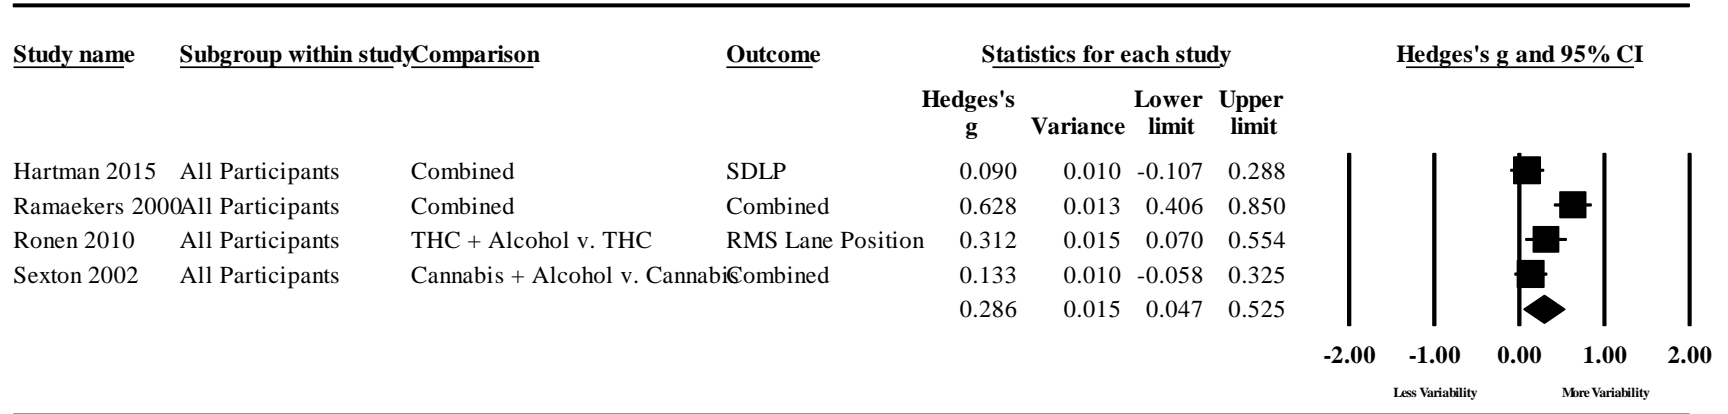 Study name Subgroup within study Comparison Outcome Statistics for each study Hedges's g and 95% CI
Hedges's Lower Upper
g Variance limit limit
Hartman 2015 All Participants Combined SDLP 0.090 0.010 -0.107 0.288
Ramaekers 2000 All Participants Combined Combined 0.628 0.013 0.406 0.850
Ronen 2010 All Participants THC + Alcohol v. THC RMS Lane Position 0.312 0.015 0.070 0.554
Sexton 2002 All Participants Cannabis + Alcohol v. Cannabis Combined 0.133 0.010 -0.058 0.325
0.286 0.015 0.047 0.525
-2.00 -1.00 0.00 1.00 2.00
Less Variability More Variability